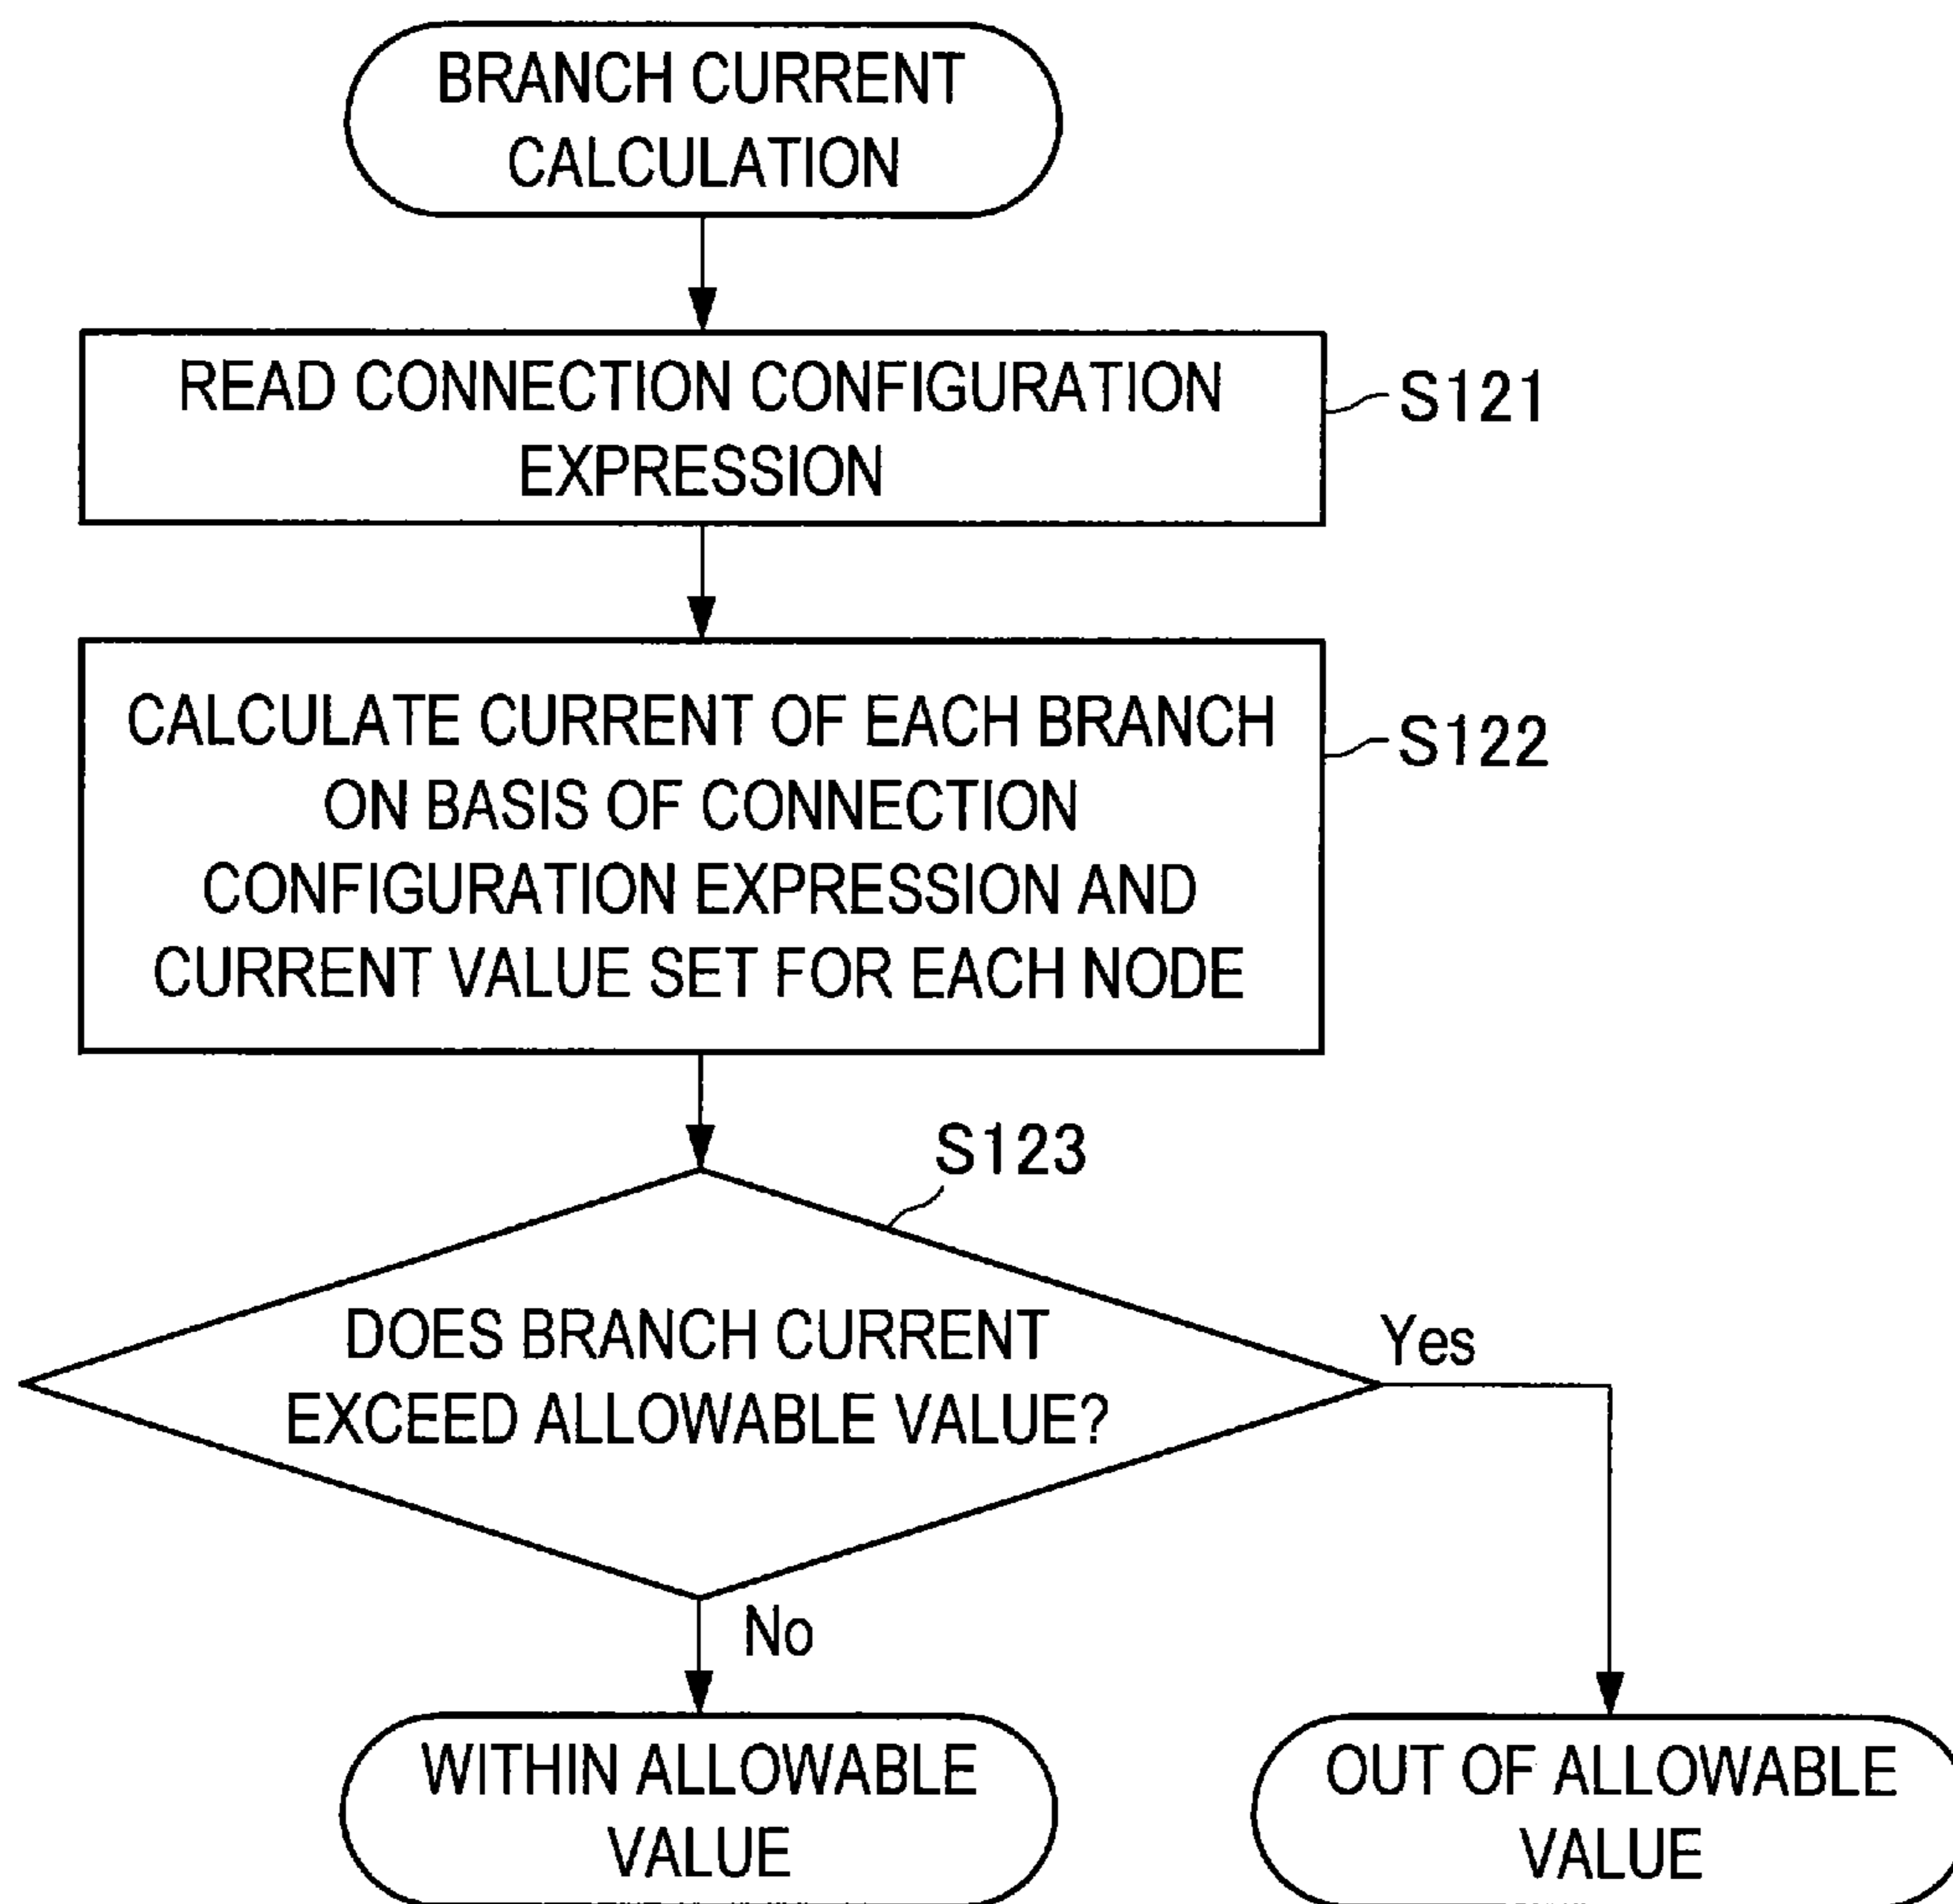 BRANCH CURRENT
CALCULATION
READ CONNECTION CONFIGURATION
EXPRESSION
S121
CALCULATE CURRENT OF EACH BRANCH
ON BASIS OF CONNECTION
CONFIGURATION EXPRESSION AND
CURRENT VALUE SET FOR EACH NODE
S122
S123
DOES BRANCH CURRENT
EXCEED ALLOWABLE VALUE?
Yes
No
WITHIN ALLOWABLE
VALUE
OUT OF ALLOWABLE
VALUE